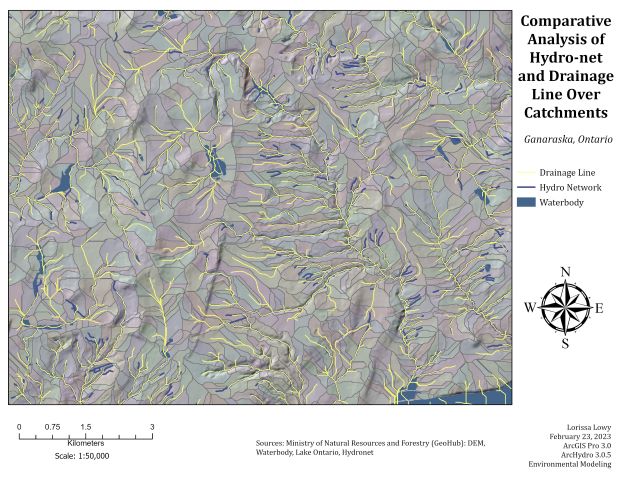 Comparative
Analysis of
Hydro-net
and Drainage
Line Over
Catchments
Ganaraska, Ontario
Drainage Line
Hydro Network
Waterbody
N
W E
S
0 0.75 1.5 3
Kilometers
Scale: 1:50,000
Sources: Ministry of Natural Resources and Forestry (GeoHub): DEM,
Waterbody, Lake Ontario, Hydronet
Lorissa Lowy
February 23, 2023
ArcGIS Pro 3.0
ArcHydro 3.0.5
Environmental Modeling